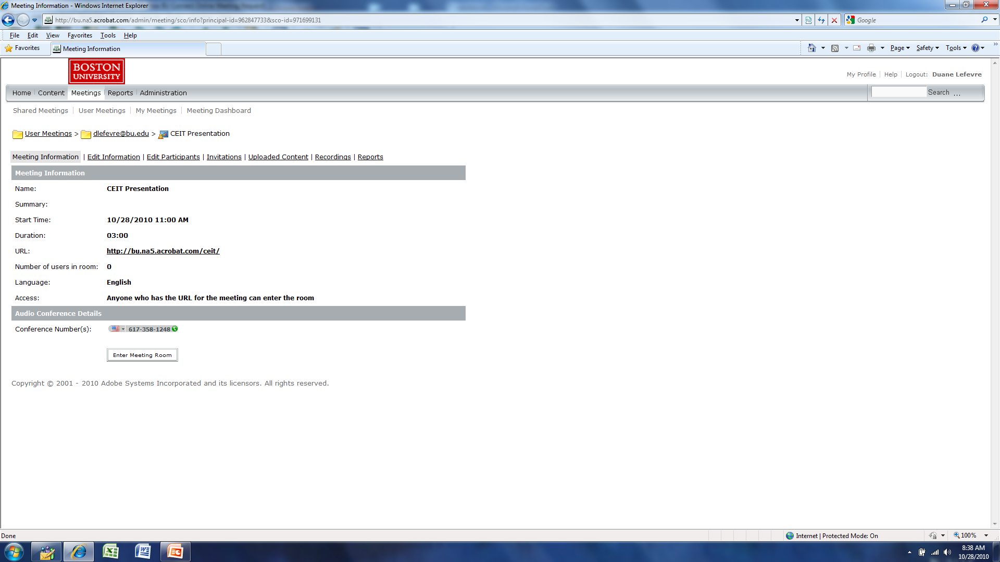 Meeting Information - Windows Internet Explorer
http://bu.na5.acrobat.com/admin/meeting/sco/info?principal-id=962847733&sco-id=971699131
Google
File Edit View Favorites Tools Help
Favorites
Meeting Information
Page Safety Tools
BOSTON
UNIVERSITY
My Profile | Help | Logout: Duane Lefevre
Home Content Meetings Reports Administration
Search ...
Shared Meetings | User Meetings | My Meetings | Meeting Dashboard
User Meetings > dlefevre@bu.edu > CEIT Presentation
Meeting Information | Edit Information | Edit Participants | Invitations | Uploaded Content | Recordings | Reports
Meeting Information
Name: CEIT Presentation
Summary:
Start Time: 10/28/2010 11:00 AM
Duration: 03:00
URL: http://bu.na5.acrobat.com/ceit/
Number of users in room: 0
Language: English
Access: Anyone who has the URL for the meeting can enter the room
Audio Conference Details
Conference Number(s): 617-358-1248
Enter Meeting Room
Copyright © 2001 - 2010 Adobe Systems Incorporated and its licensors. All rights reserved.
Done
Internet | Protected Mode: On
100%
8:38 AM
10/28/2010